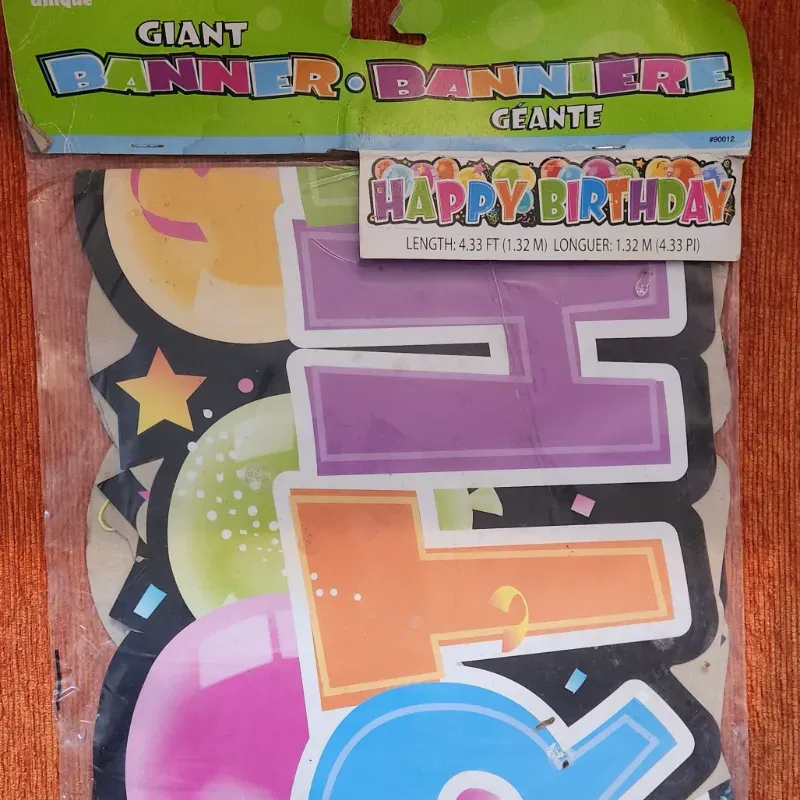 unique
GIANT
BANNER • BANNIÈRE
GÉANTE
#90012
HAPPY BIRTHDAY
LENGTH: 4.33 FT (1.32 M) LONGUER: 1.32 M (4.33 PI)
H
T
R